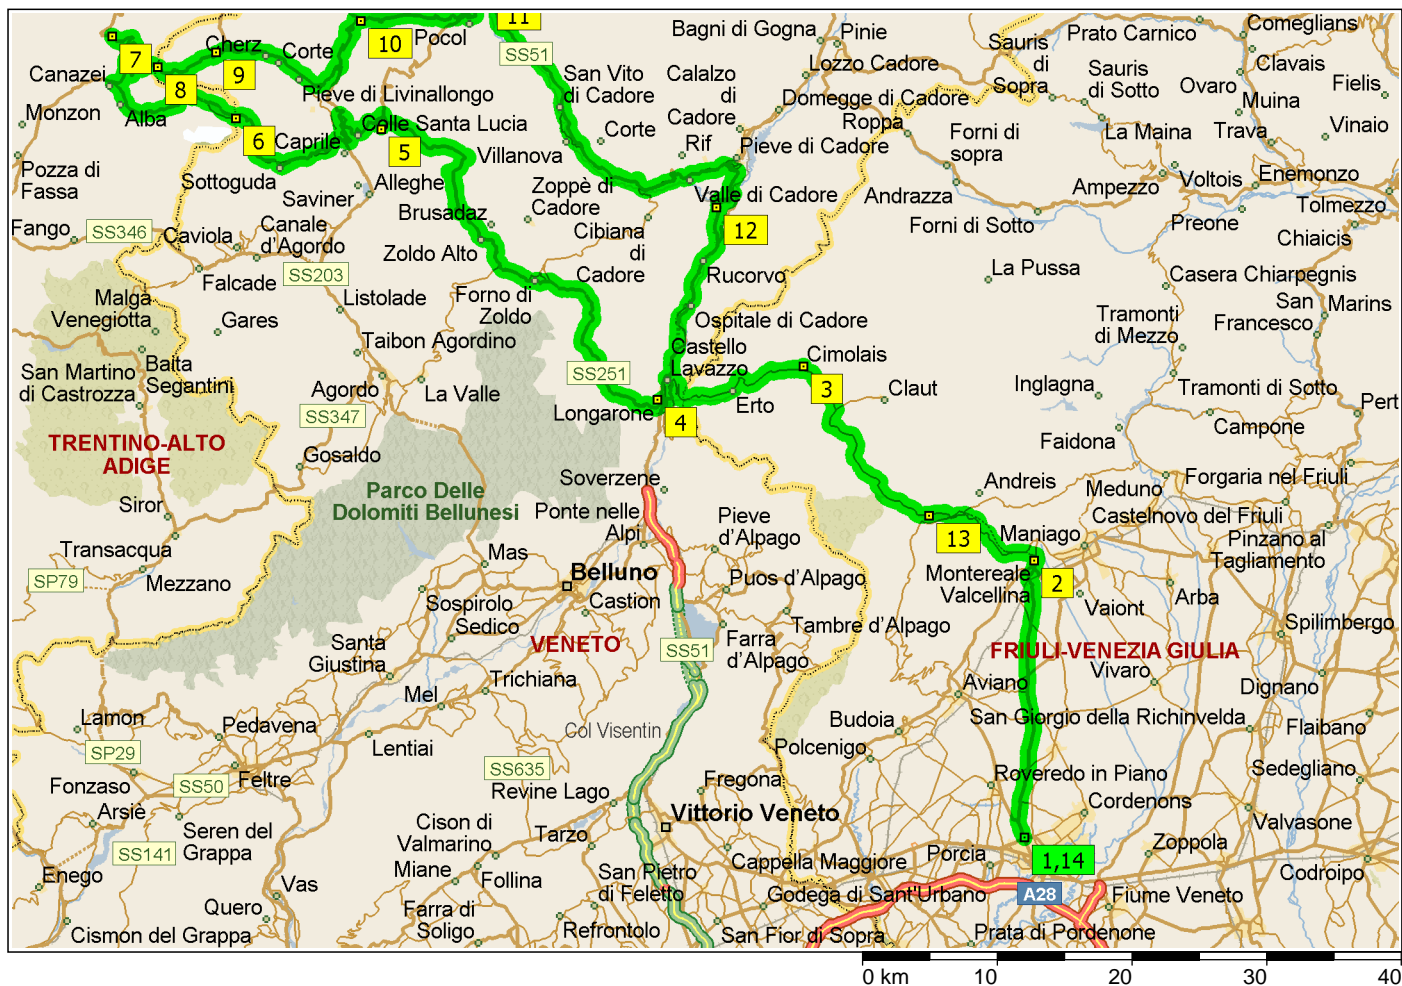 11
Bagni di Gogna
Pinie
Prato Carnico
Comeglians
7
Cherz
Corte
10
Pocol
SS51
Sauris
di
Sopra
Clavais
Canazei
8
9
San Vito
di Cadore
Calalzo
di
Cadore
Lozzo Cadore
Sauris
di Sotto
Ovaro
Fielis
Monzon
Alba
Pieve di Livinallongo
Domegge di Cadore
Muina
6
Caprile
Colle Santa Lucia
Corte
Rif
Roppa
Forni di
sopra
La Maina
Trava
Vinaio
5
Villanova
Pieve di Cadore
Pozza di
Fassa
Sottoguda
Saviner
Alleghe
Zoppè di
Cadore
Valle di Cadore
Andrazza
Ampezzo
Voltois
Enemonzo
Fango
SS346
Caviola
Canale
d'Agordo
Brusadaz
Cibiana
di
Cadore
12
Forni di Sotto
Preone
Tolmezzo
Chiaicis
Zoldo Alto
SS203
Falcade
Rucorvo
La Pussa
Casera Chiarpegnis
Malga
Venegiotta
Listolade
Forno di
Zoldo
San
Francesco
Marins
Gares
Ospitale di Cadore
Tramonti
di Mezzo
Taibon Agordino
Castello
Lavazzo
Cimolais
San Martino
di Castrozza
Baita
Segantini
Agordo
La Valle
SS251
3
Claut
Inglagna
Tramonti di Sotto
Longarone
4
Erto
SS347
Campone
Pert
TRENTINO-ALTO
ADIGE
Gosaldo
Faidona
Siror
Parco Delle
Dolomiti Bellunesi
Soverzene
Andreis
Meduno
Forgaria nel Friuli
Ponte nelle
Alpi
Pieve
d'Alpago
13
Maniago
Castelnovo del Friuli
Pinzano al
Tagliamento
Transacqua
Mas
Belluno
Puos d'Alpago
Montereale
Valcellina
2
SP79
Mezzano
Sospirolo
Sedico
Castion
Vaiont
Arba
Santa
Giustina
VENETO
SS51
Farra
d'Alpago
Tambre d'Alpago
Spilimbergo
FRIULI-VENEZIA GIULIA
Vivaro
Mel
Trichiana
Aviano
Dignano
Lamon
Pedavena
Col Visentin
Budoia
San Giorgio della Richinvelda
Flaibano
SP29
Lentiai
Polcenigo
Fonzaso
SS50
Feltre
SS635
Revine Lago
Fregona
Roveredo in Piano
Sedegliano
Arsiè
Seren del
Grappa
Cison di
Valmarino
Tarzo
Vittorio Veneto
Cordenons
Valvasone
SS141
Zoppola
Enego
Miane
Follina
San Pietro
di Feletto
Cappella Maggiore
Porcia
1,14
Codroipo
Vas
Quero
Godega di Sant'Urbano
A28
Fiume Veneto
Farra di
Soligo
Cismon del Grappa
Refrontolo
San Fior di Sopra
Prata di Pordenone
0 km 10 20 30 40